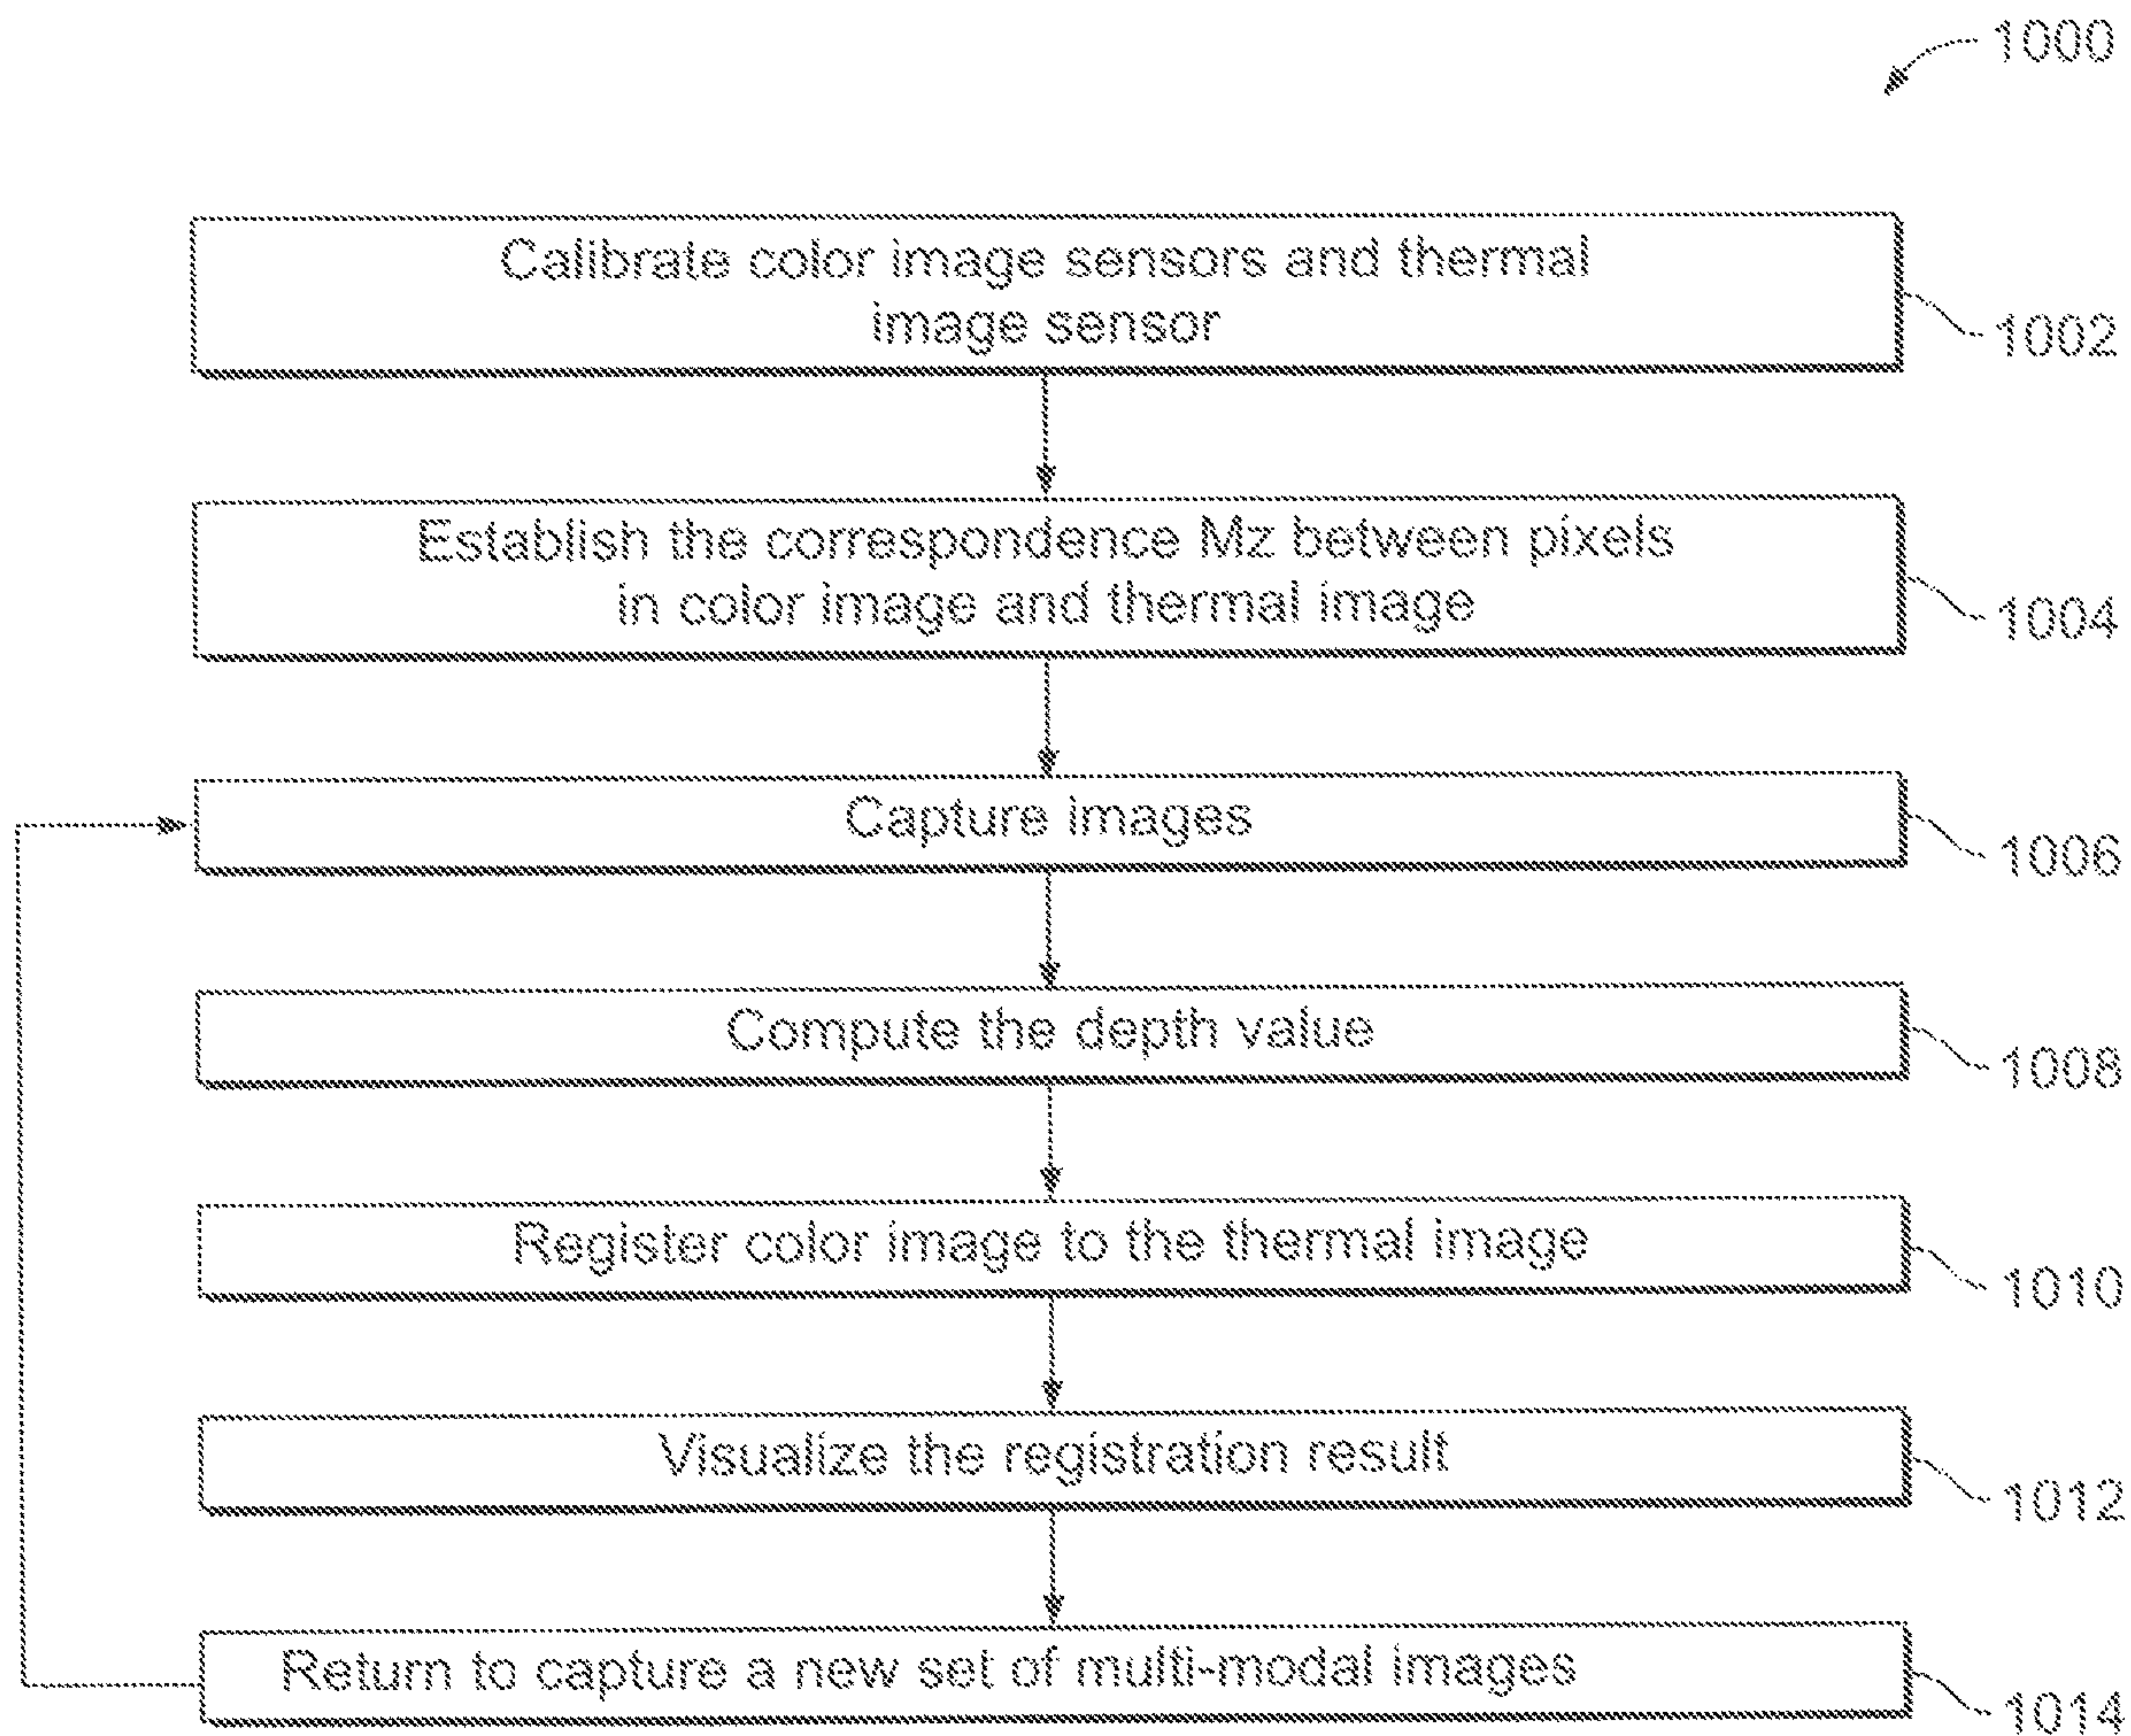 1000
Calibrate color image sensors and thermal
image sensor
1002
Establish the correspondence Mz between pixels
in color image and thermal image
1004
Capture images
1006
Compute the depth value
1008
Register color image to the thermal image
1010
Visualize the registration result
1012
Return to capture a new set of multi-modal images
1014